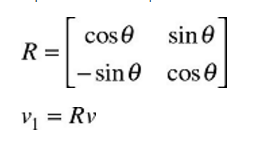 R = [ cos θ  sin θ
− sin θ  cos θ ]
v₁ = Rv